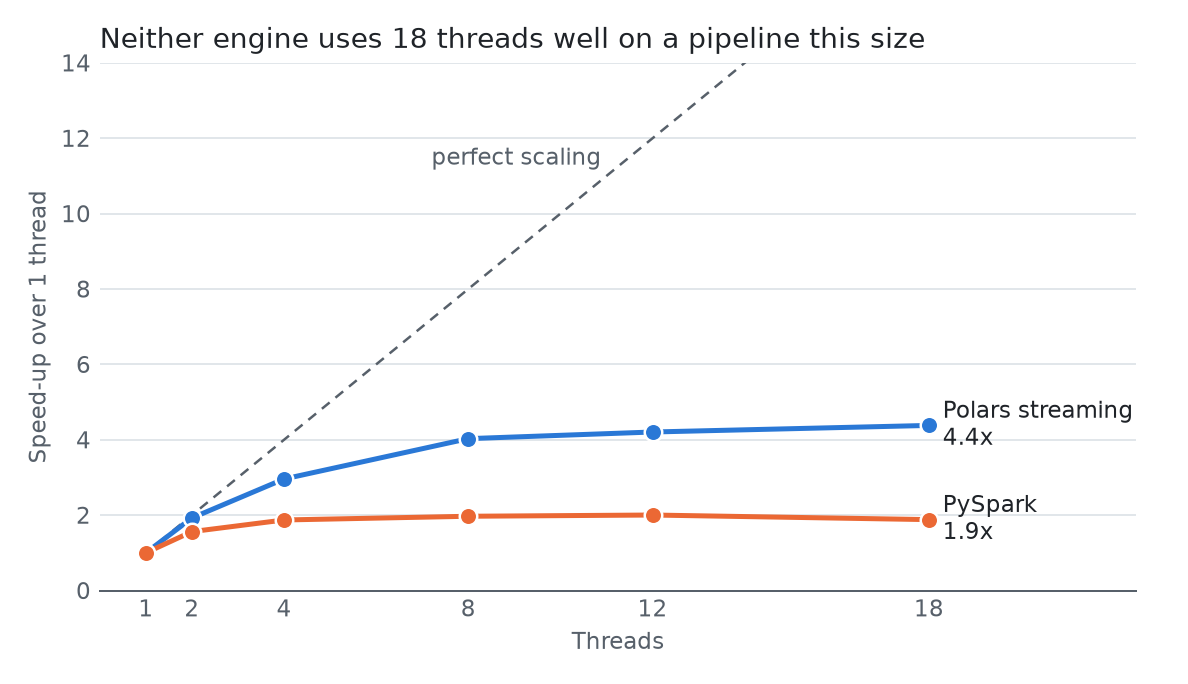 Neither engine uses 18 threads well on a pipeline this size
14
12
10
8
6
4
2
0
Speed-up over 1 thread
perfect scaling
Polars streaming
4.4x
PySpark
1.9x
1 2 4 8 12 18
Threads